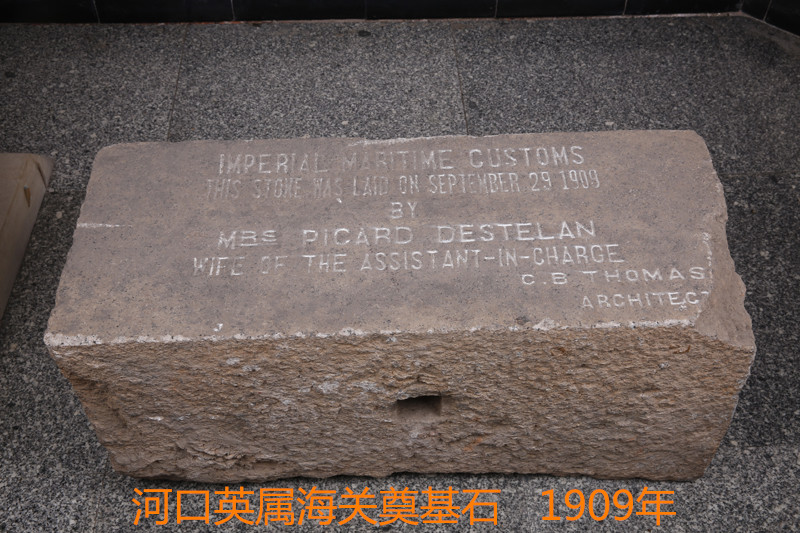 IMPERIAL MARITIME CUSTOMS
THIS STONE WAS LAID ON SEPTEMBER 29 1909
BY
MRS PICARD DESTELAN
WIFE OF THE ASSISTANT-IN-CHARGE
C.B THOMAS
ARCHITECT
河口英属海关奠基石 1909年